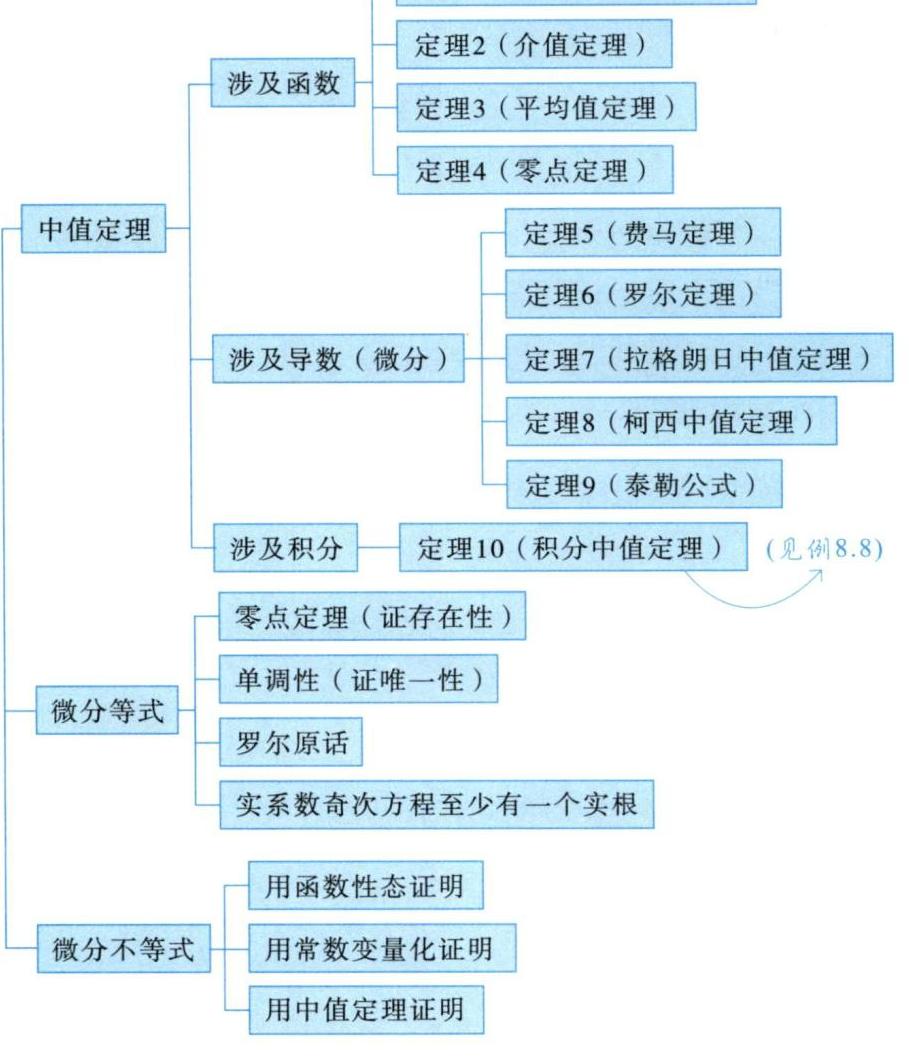 定理2（介值定理）
涉及函数
定理3（平均值定理）
定理4（零点定理）
中值定理
定理5（费马定理）
定理6（罗尔定理）
涉及导数（微分）
定理7（拉格朗日中值定理）
定理8（柯西中值定理）
定理9（泰勒公式）
涉及积分
定理10（积分中值定理）
(见例8.8)
零点定理（证存在性）
单调性（证唯一性）
微分等式
罗尔原话
实系数奇次方程至少有一个实根
用函数性态证明
微分不等式
用常数变量化证明
用中值定理证明